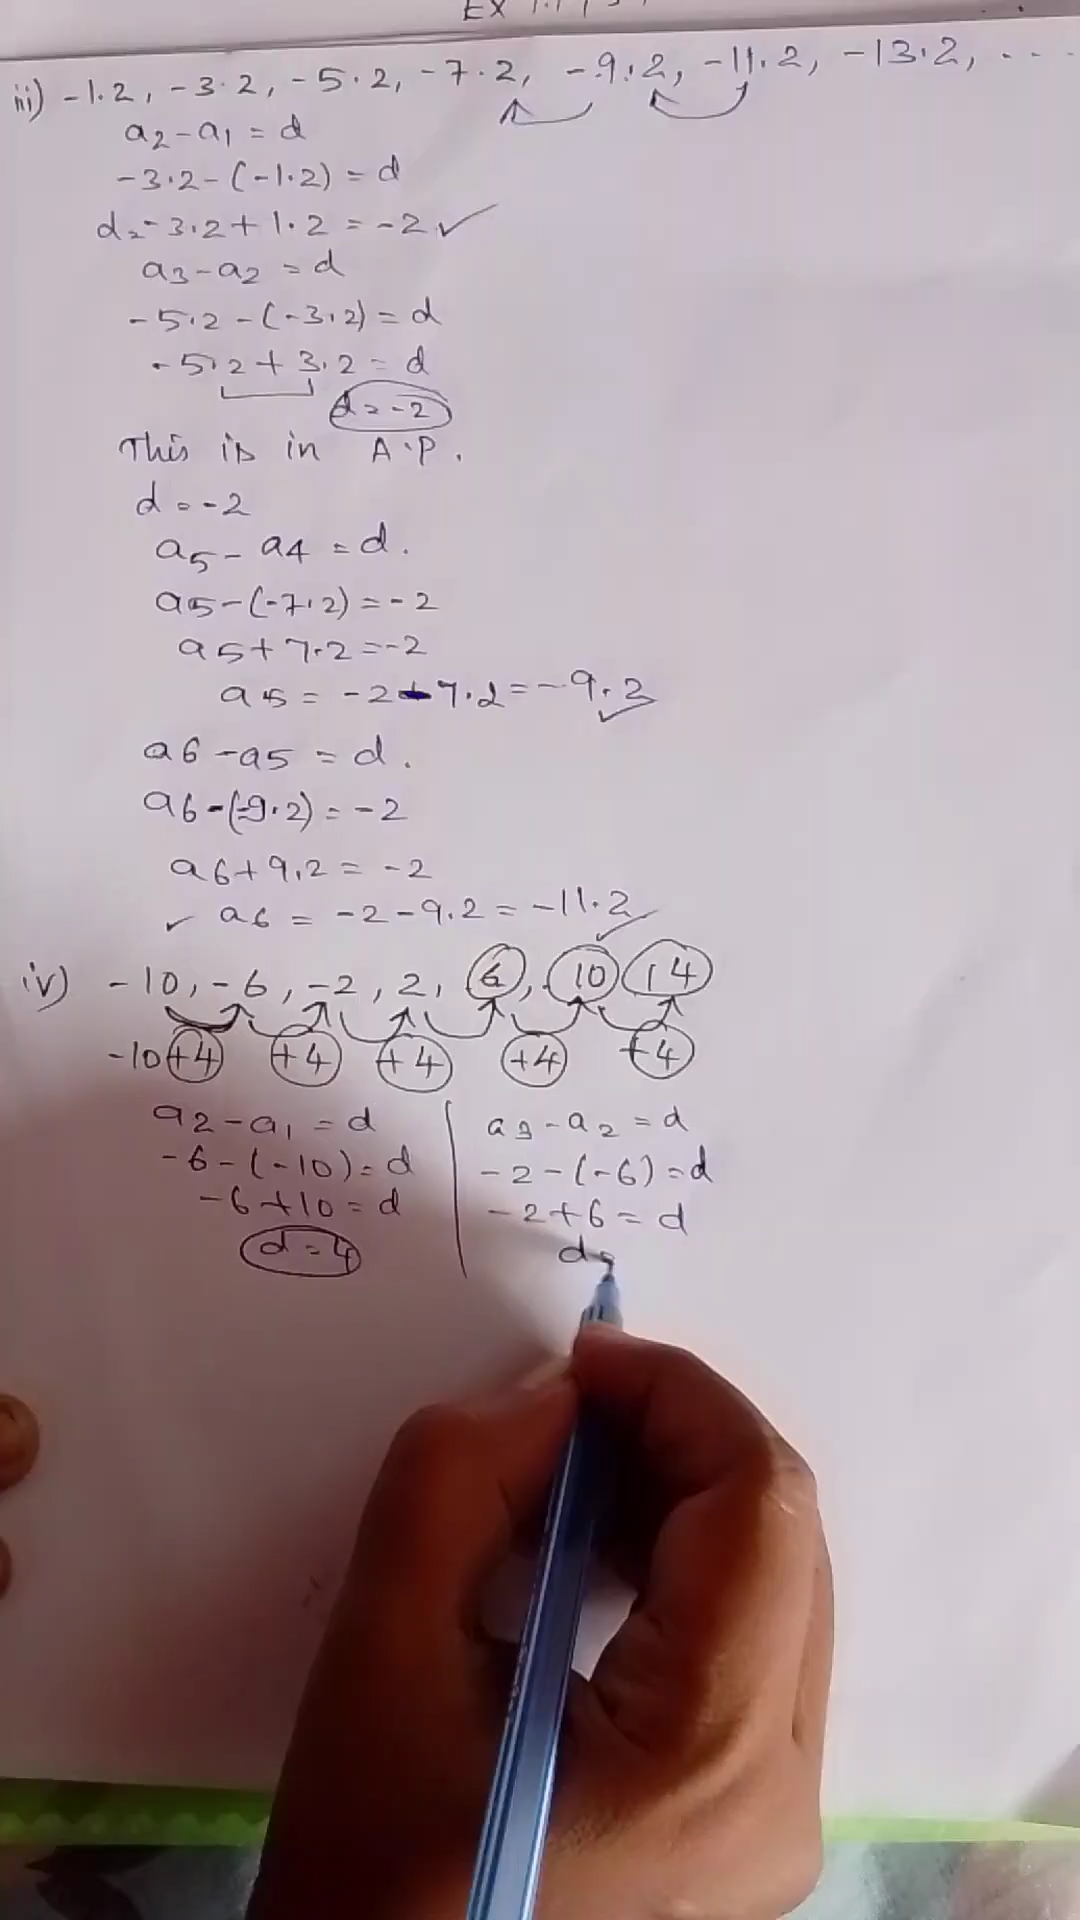 EX
iii) -1.2, -3.2, -5.2, -7.2, -9.2, -11.2, -13.2, ....
a2 - a1 = d
-3.2 - (-1.2) = d
d = -3.2 + 1.2 = -2 ✓
a3 - a2 = d
-5.2 - (-3.2) = d
-5.2 + 3.2 = d
d = -2
This is in A.P.
d = -2
a5 - a4 = d.
a5 - (-7.2) = -2
a5 + 7.2 = -2
a5 = -2 - 7.2 = -9.2 ✓
a6 - a5 = d.
a6 - (-9.2) = -2
a6 + 9.2 = -2
✓ a6 = -2 - 9.2 = -11.2 ✓
iv) -10, -6, -2, 2, 6, 10 14
-10+4 +4 +4 +4 +4
a2 - a1 = d
-6 - (-10) = d
-6 + 10 = d
d = 4
a3 - a2 = d
-2 - (-6) = d
-2 + 6 = d
d =